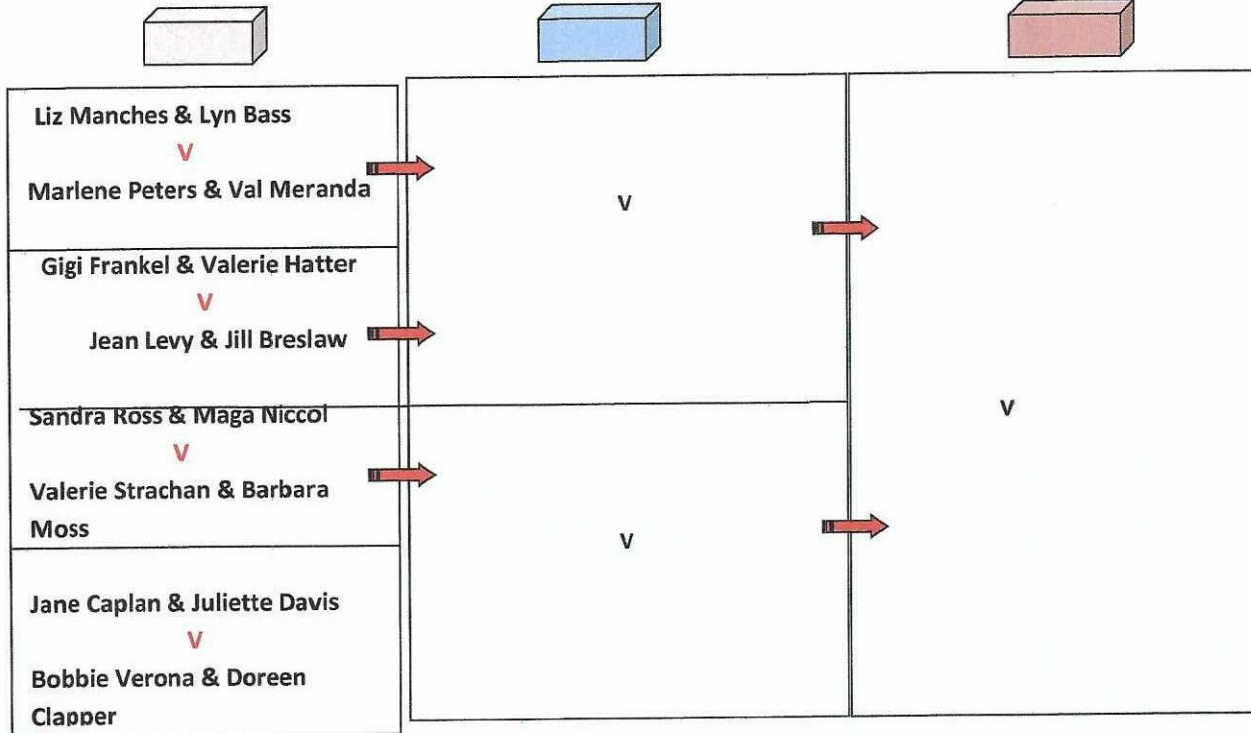 Liz Manches & Lyn Bass
V
Marlene Peters & Val Meranda
Gigi Frankel & Valerie Hatter
V
Jean Levy & Jill Breslaw
Sandra Ross & Maga Niccol
V
Valerie Strachan & Barbara
Moss
Jane Caplan & Juliette Davis
V
Bobbie Verona & Doreen
Clapper
V
V
V